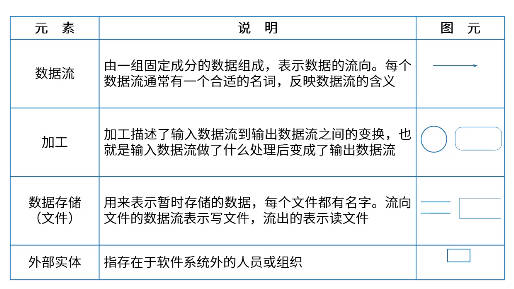 元 素
说 明
图 元
数据流
由一组固定成分的数据组成，表示数据的流向。每个
数据流通常有一个合适的名词，反映数据流的含义
加工
加工描述了输入数据流到输出数据流之间的变换，也
就是输入数据流做了什么处理后变成了输出数据流
数据存储
（文件）
用来表示暂时存储的数据，每个文件都有名字。流向
文件的数据流表示写文件，流出的表示读文件
外部实体
指存在于软件系统外的人员或组织